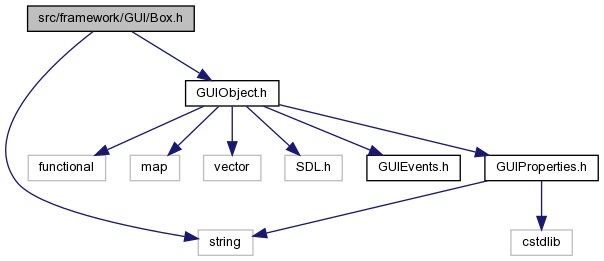 src/framework/GUI/Box.h
GUIObject.h
functional
map
vector
SDL.h
GUIEvents.h
GUIProperties.h
string
cstdlib